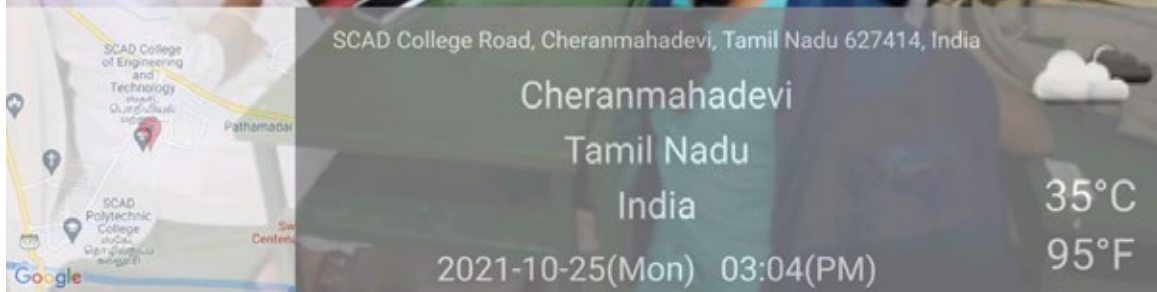 SCAD College Road, Cheranmahadevi, Tamil Nadu 627414, India
Cheranmahadevi
Tamil Nadu
India
2021-10-25(Mon) 03:04(PM)
35°C
95°F
SCAD College
of Engineering
and
Technology
Pathamadai
SCAD
Polytechnic
College
Google